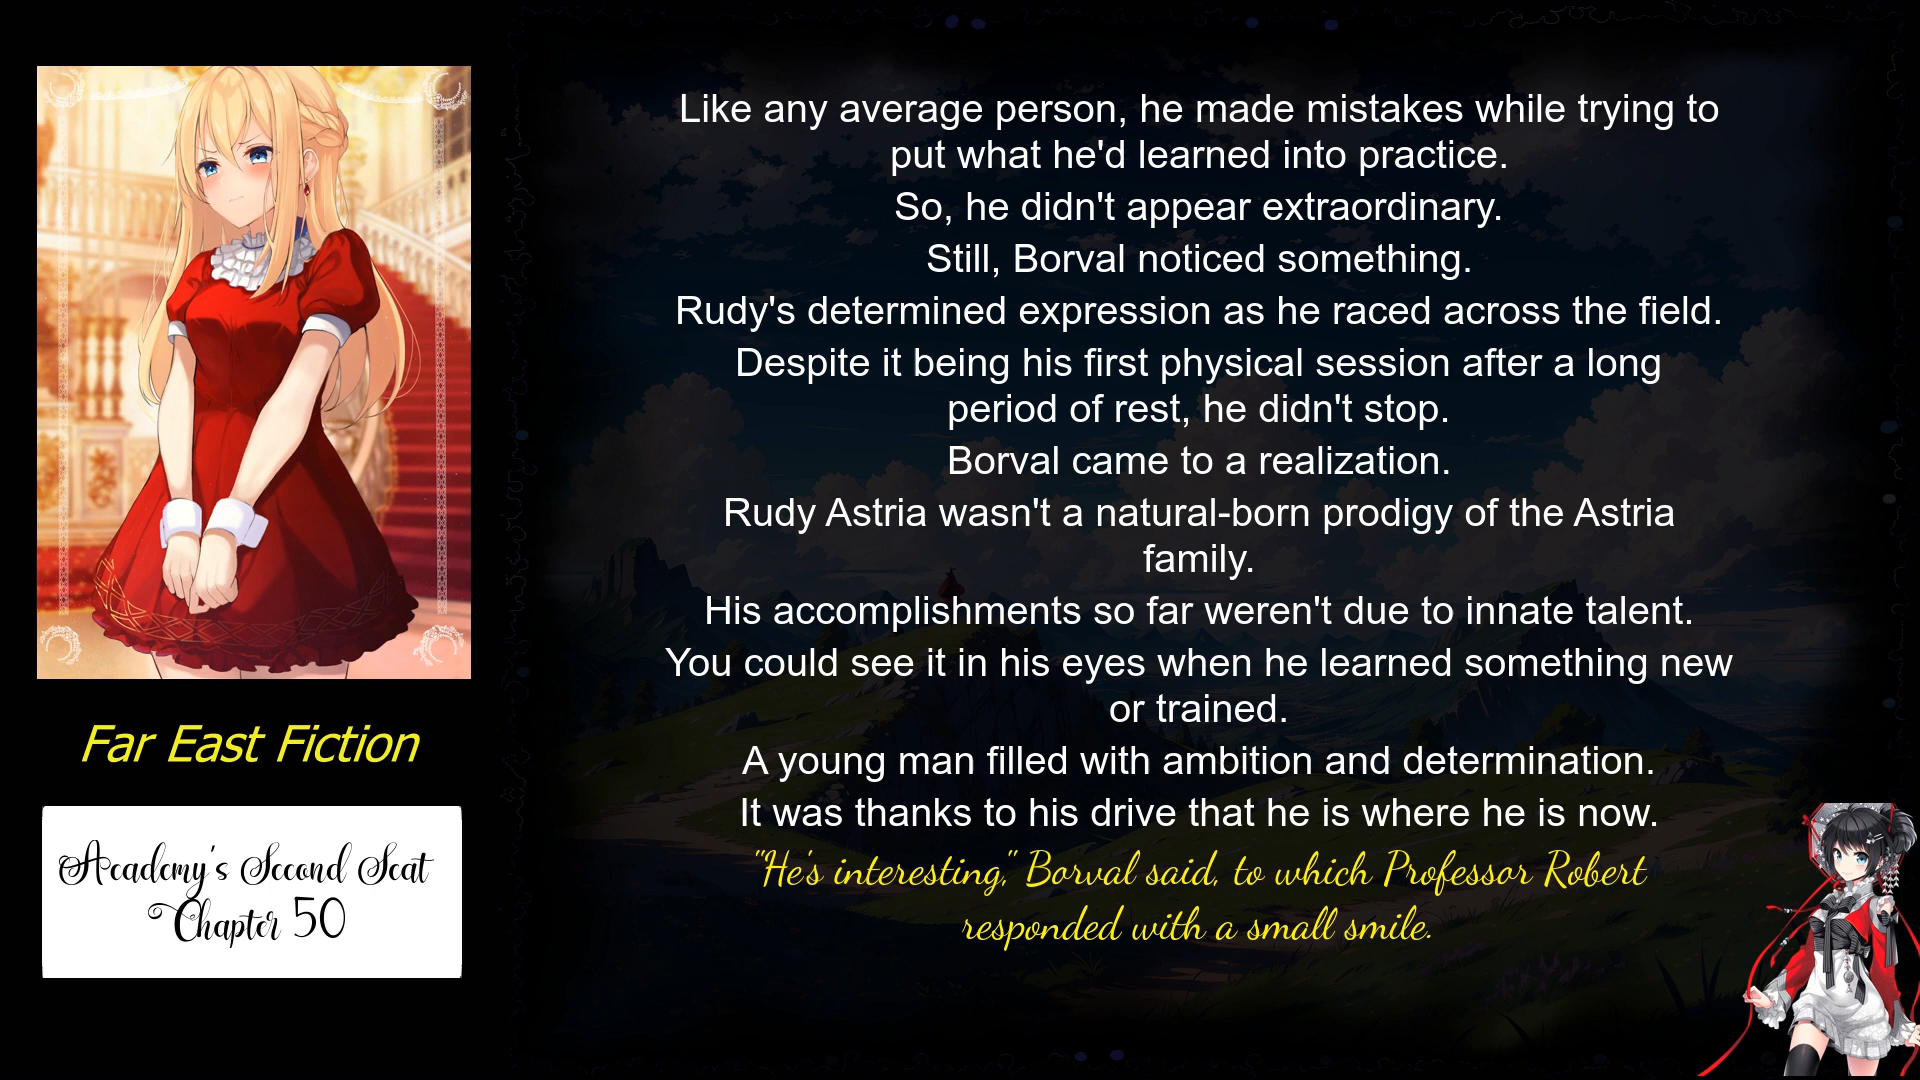 Like any average person, he made mistakes while trying to
put what he'd learned into practice.
So, he didn't appear extraordinary.
Still, Borval noticed something.
Rudy's determined expression as he raced across the field.
Despite it being his first physical session after a long
period of rest, he didn't stop.
Borval came to a realization.
Rudy Astria wasn't a natural-born prodigy of the Astria
family.
His accomplishments so far weren't due to innate talent.
You could see it in his eyes when he learned something new
or trained.
A young man filled with ambition and determination.
It was thanks to his drive that he is where he is now.
"He's interesting," Borval said, to which Professor Robert
responded with a small smile.
Far East Fiction
Academy's Second Seat
Chapter 50